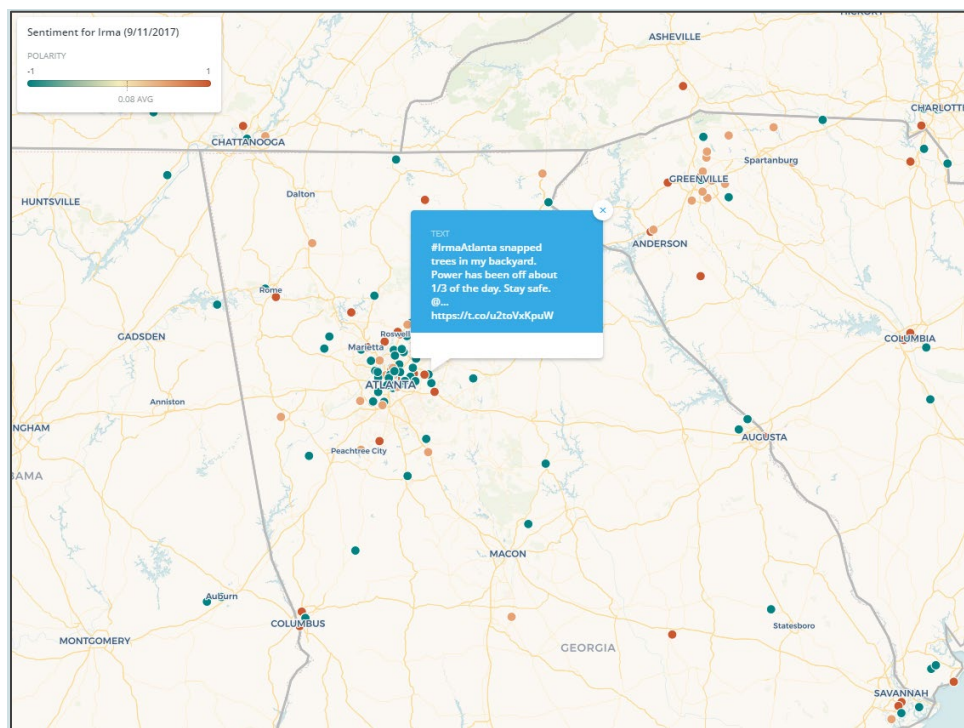 Sentiment for Irma (9/11/2017)
POLARITY
-1 1
0.08 AVG
HICKORY
ASHEVILLE
CHARLOTTE
CHATTANOOGA
Spartanburg
GREENVILLE
Dalton
HUNTSVILLE
ANDERSON
TEXT
#IrmaAtlanta snapped
trees in my backyard.
Power has been off about
1/3 of the day. Stay safe.
@...
https://t.co/u2toVxKpuW
Rome
GADSDEN
Roswell
Marietta
COLUMBIA
ATLANTA
Anniston
NGHAM
AUGUSTA
Peachtree City
BAMA
MACON
Auburn
COLUMBUS
Statesboro
MONTGOMERY
GEORGIA
SAVANNAH